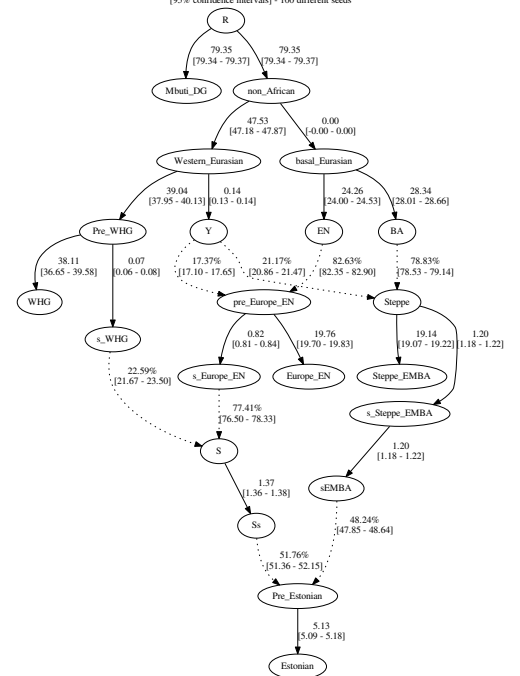 [95% confidence intervals] - 100 different seeds
R
79.35
[79.34 - 79.37]
79.35
[79.34 - 79.37]
Mbuti_DG
non_African
47.53
[47.18 - 47.87]
0.00
[-0.00 - 0.00]
Western_Eurasian
basal_Eurasian
39.04
[37.95 - 40.13]
0.14
[0.13 - 0.14]
24.26
[24.00 - 24.53]
28.34
[28.01 - 28.66]
Pre_WHG
Y
EN
BA
38.11
[36.65 - 39.58]
0.07
[0.06 - 0.08]
17.37%
[17.10 - 17.65]
21.17%
[20.86 - 21.47]
82.63%
[82.35 - 82.90]
78.83%
[78.53 - 79.14]
WHG
pre_Europe_EN
Steppe
s_WHG
0.82
[0.81 - 0.84]
19.76
[19.70 - 19.83]
19.14
[19.07 - 19.22]
1.20
[1.18 - 1.22]
22.59%
[21.67 - 23.50]
s_Europe_EN
Europe_EN
Steppe_EMBA
77.41%
[76.50 - 78.33]
s_Steppe_EMBA
S
1.20
[1.18 - 1.22]
1.37
[1.36 - 1.38]
sEMBA
Ss
48.24%
[47.85 - 48.64]
51.76%
[51.36 - 52.15]
Pre_Estonian
5.13
[5.09 - 5.18]
Estonian